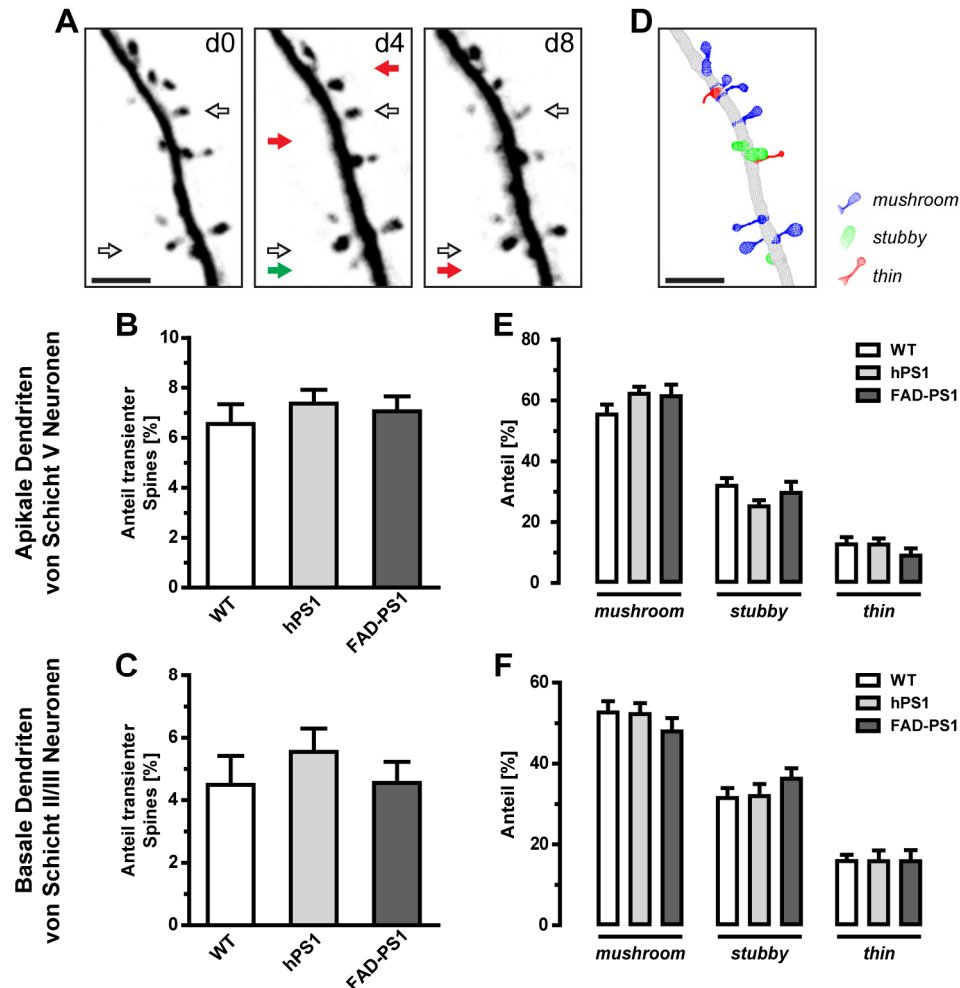 A
d0
d4
d8
D
mushroom
stubby
thin
Apikale Dendriten
von Schicht V Neuronen
B
Anteil transienter
Spines [%]
10
8
6
4
2
0
WT
hPS1
FAD-PS1
E
Anteil [%]
80
60
40
20
0
WT
hPS1
FAD-PS1
mushroom
stubby
thin
Basale Dendriten
von Schicht II/III Neuronen
C
Anteil transienter
Spines [%]
8
6
4
2
0
WT
hPS1
FAD-PS1
F
Anteil [%]
60
40
20
0
WT
hPS1
FAD-PS1
mushroom
stubby
thin